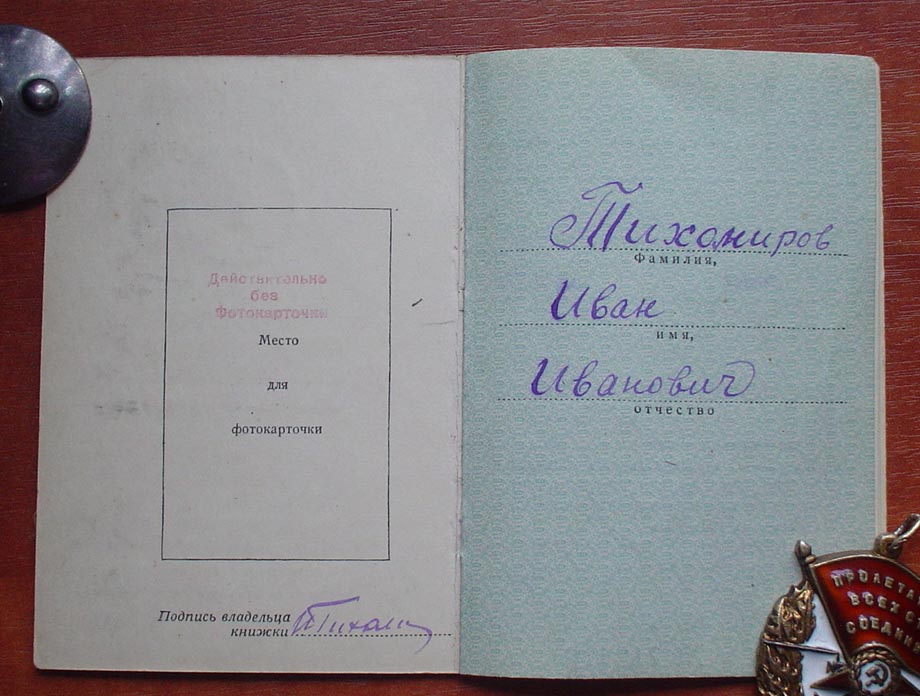 Действительно
без
фотокарточки
Место
для
фотокарточки
Подпись владельца
книжки
Тихомиров
Фамилия,
Иван
имя,
Иванович
отчество
ПРОЛЕТА
ВСЕХ С
СОЕДИН